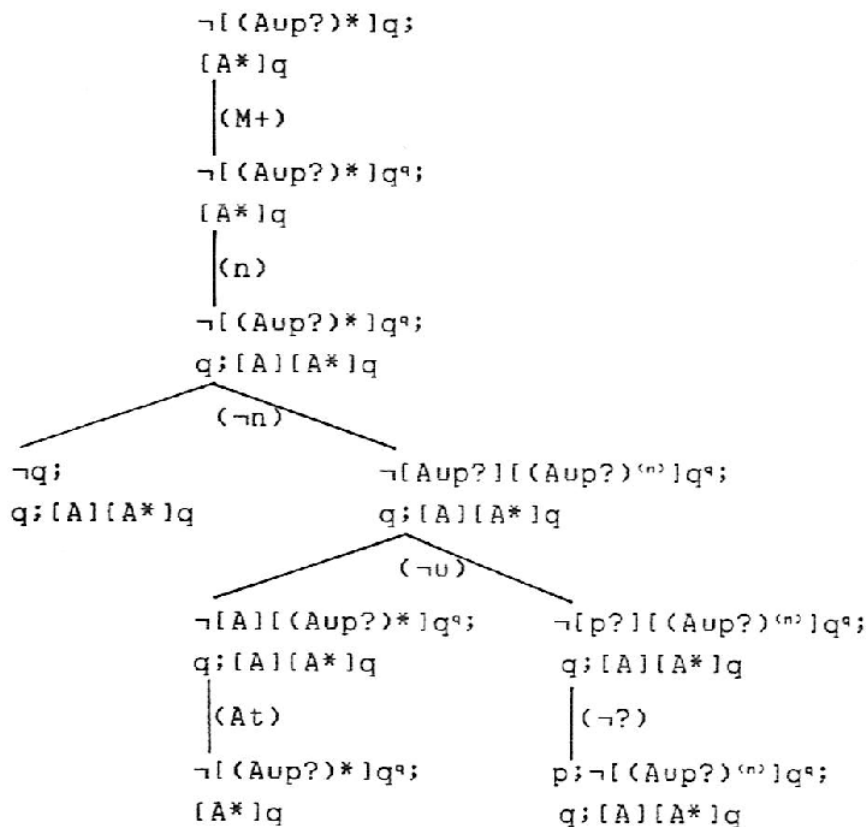 ¬[(A∪p?)*]q;
[A*]q
(M+)
¬[(A∪p?)*]q^q;
[A*]q
(n)
¬[(A∪p?)*]q^q;
q;[A][A*]q
(¬n)
¬q; ¬[A∪p?][(A∪p?)^(n)]q^q;
q;[A][A*]q q;[A][A*]q
(¬∪)
¬[A][(A∪p?)*]q^q; ¬[p?][(A∪p?)^(n)]q^q;
q;[A][A*]q q;[A][A*]q
(At) (¬?)
¬[(A∪p?)*]q^q; p;¬[(A∪p?)^(n)]q^q;
[A*]q q;[A][A*]q